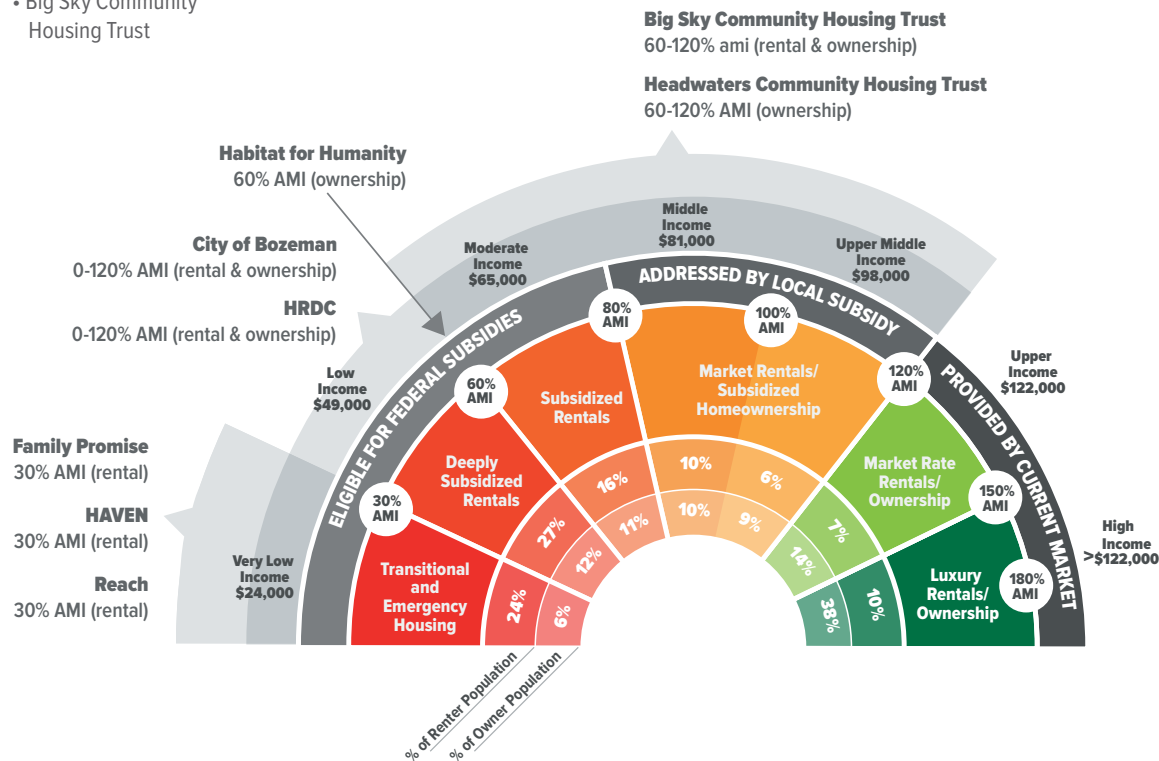 • Big Sky Community
Housing Trust
Big Sky Community Housing Trust
60-120% ami (rental & ownership)
Headwaters Community Housing Trust
60-120% AMI (ownership)
Habitat for Humanity
60% AMI (ownership)
City of Bozeman
0-120% AMI (rental & ownership)
HRDC
0-120% AMI (rental & ownership)
Family Promise
30% AMI (rental)
HAVEN
30% AMI (rental)
Reach
30% AMI (rental)
Very Low
Income
$24,000
Low
Income
$49,000
Moderate
Income
$65,000
Middle
Income
$81,000
Upper Middle
Income
$98,000
Upper
Income
$122,000
High
Income
>$122,000
ELIGIBLE FOR FEDERAL SUBSIDIES
ADDRESSED BY LOCAL SUBSIDY
PROVIDED BY CURRENT MARKET
30%
AMI
60%
AMI
80%
AMI
100%
AMI
120%
AMI
150%
AMI
180%
AMI
Transitional
and
Emergency
Housing
Deeply
Subsidized
Rentals
Subsidized
Rentals
Market Rentals/
Subsidized
Homeownership
Market Rate
Rentals/
Ownership
Luxury
Rentals/
Ownership
24%
27%
16%
10%
6%
7%
10%
6%
12%
11%
10%
9%
14%
38%
% of Renter Population
% of Owner Population